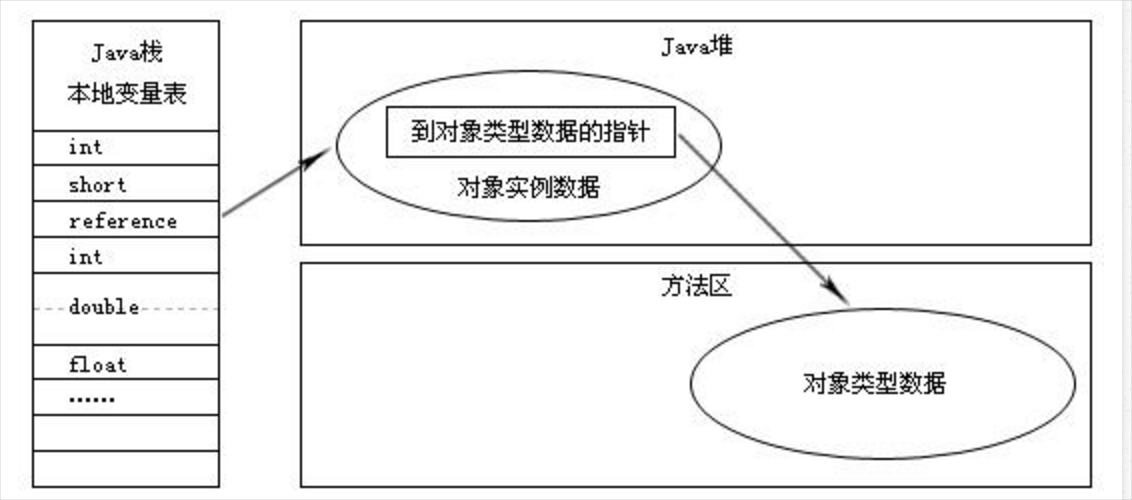 Java栈
本地变量表
int
short
reference
int
double
float
……
Java堆
到对象类型数据的指针
对象实例数据
方法区
对象类型数据